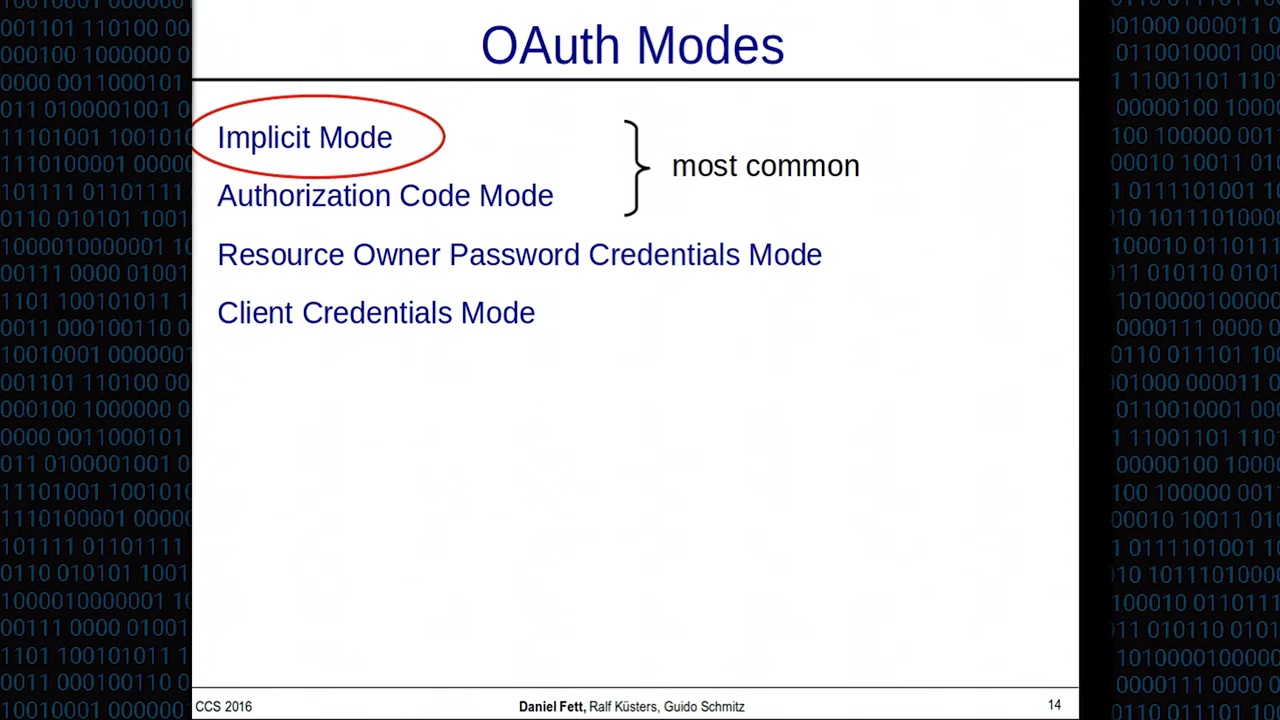 OAuth Modes
Implicit Mode
Authorization Code Mode
most common
Resource Owner Password Credentials Mode
Client Credentials Mode
CCS 2016
Daniel Fett, Ralf Küsters, Guido Schmitz
14